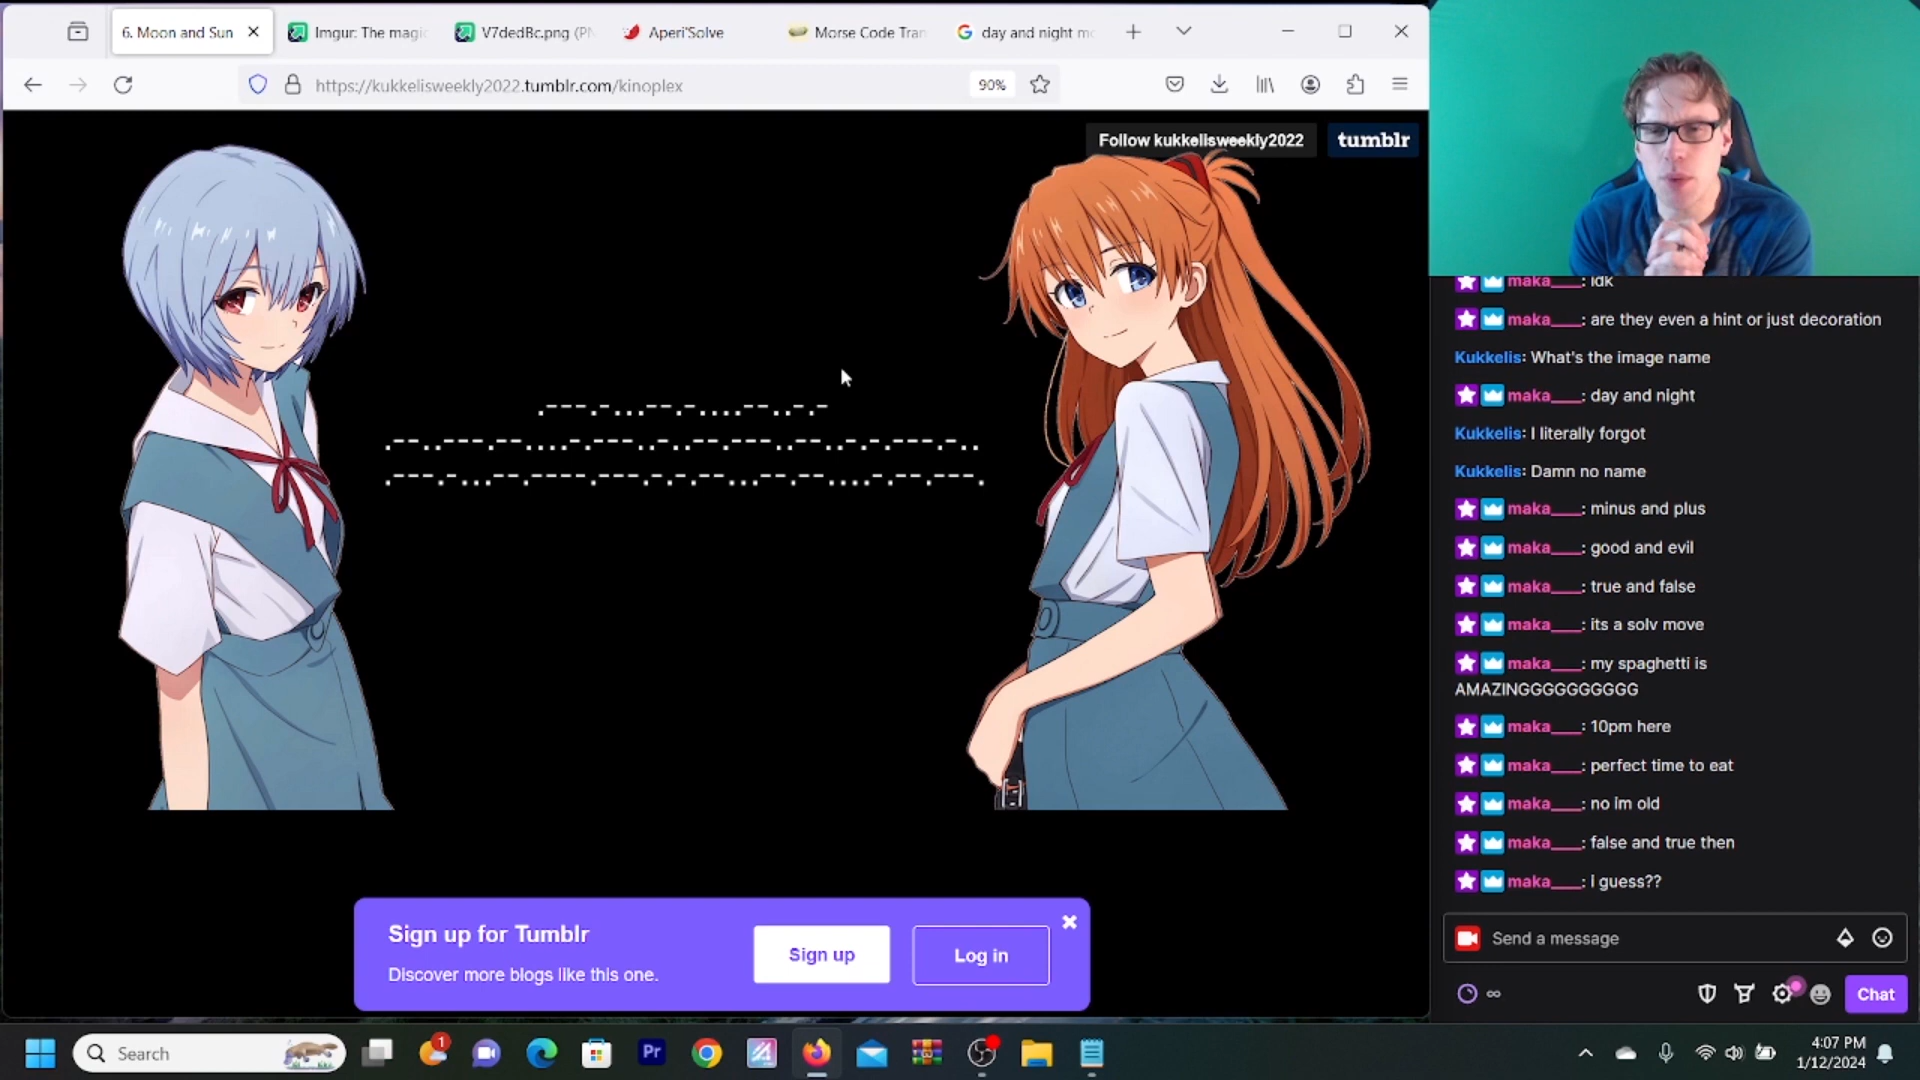 6. Moon and Sun
Imgur: The magic
V7dedBc.png (PN
Aperi'Solve
Morse Code Tran
day and night mo
https://kukkelisweekly2022.tumblr.com/kinoplex
90%
Follow kukkelisweekly2022
tumblr
Sign up for Tumblr
Discover more blogs like this one.
Sign up
Log in
maka___: idk
maka___: are they even a hint or just decoration
Kukkelis: What's the image name
maka___: day and night
Kukkelis: I literally forgot
Kukkelis: Damn no name
maka___: minus and plus
maka___: good and evil
maka___: true and false
maka___: its a solv move
maka___: my spaghetti is
AMAZINGGGGGGGGGG
maka___: 10pm here
maka___: perfect time to eat
maka___: no im old
maka___: false and true then
maka___: i guess??
Send a message
∞
Chat
Search
1
Pr
4:07 PM
1/12/2024